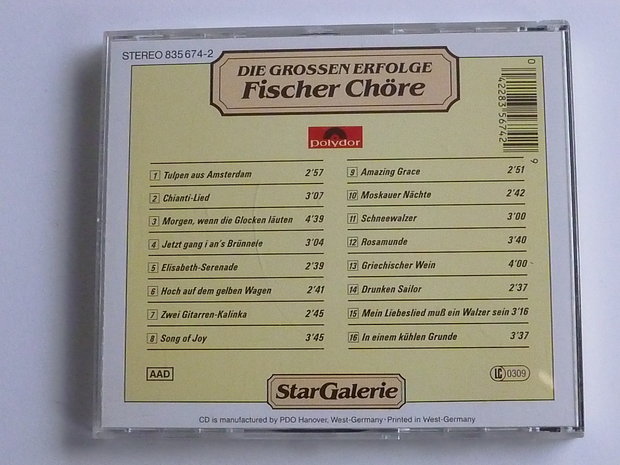 STEREO 835 674-2
DIE GROSSEN ERFOLGE
Fischer Chöre
polydor
0 42283 56742 9
1 Tulpen aus Amsterdam 2'57
2 Chianti-Lied 3'07
3 Morgen, wenn die Glocken läuten 4'39
4 Jetzt gang i an's Brünnele 3'04
5 Elisabeth-Serenade 2'39
6 Hoch auf dem gelben Wagen 2'41
7 Zwei Gitarren-Kalinka 2'45
8 Song of Joy 3'45
9 Amazing Grace 2'51
10 Moskauer Nächte 2'42
11 Schneewalzer 3'00
12 Rosamunde 3'40
13 Griechischer Wein 4'00
14 Drunken Sailor 2'37
15 Mein Liebeslied muß ein Walzer sein 3'16
16 In einem kühlen Grunde 3'37
AAD
StarGalerie
LC 0309
CD is manufactured by PDO Hanover, West-Germany · Printed in West-Germany